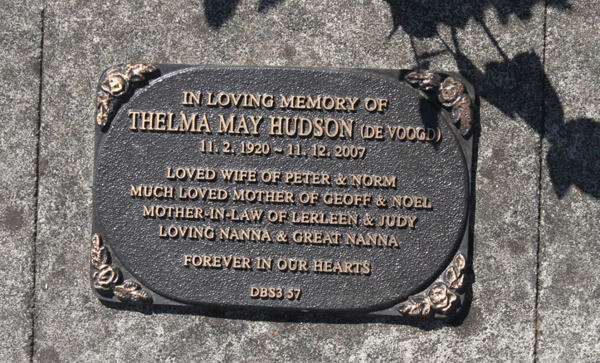 IN LOVING MEMORY OF
THELMA MAY HUDSON (DE VOOGD)
11. 2. 1920 ~ 11. 12. 2007
LOVED WIFE OF PETER & NORM
MUCH LOVED MOTHER OF GEOFF & NOEL
MOTHER-IN-LAW OF LERLEEN & JUDY
LOVING NANNA & GREAT NANNA
FOREVER IN OUR HEARTS
DBS3 57